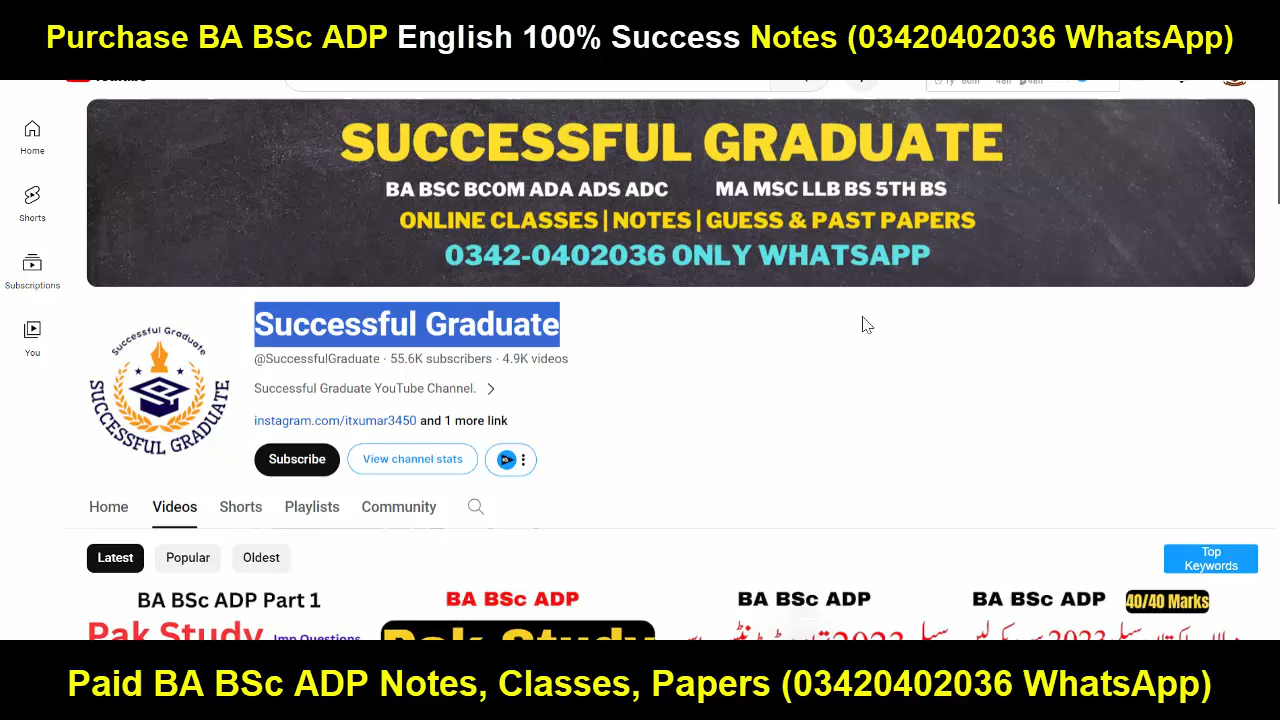 Purchase BA BSc ADP English 100% Success Notes (03420402036 WhatsApp)
SUCCESSFUL GRADUATE
BA BSC BCOM ADA ADS ADC MA MSC LLB BS 5TH BS
ONLINE CLASSES | NOTES | GUESS & PAST PAPERS
0342-0402036 ONLY WHATSAPP
Home
Shorts
Subscriptions
You
Successful Graduate
SUCCESSFUL GRADUATE
Successful Graduate
@SuccessfulGraduate · 55.6K subscribers · 4.9K videos
Successful Graduate YouTube Channel.
instagram.com/itxumar3450 and 1 more link
Subscribe
View channel stats
Home Videos Shorts Playlists Community
Latest Popular Oldest
Top Keywords
BA BSc ADP Part 1
Pak Study Imp Questions
BA BSc ADP
Pak Study
BA BSc ADP
BA BSc ADP 40/40 Marks
Paid BA BSc ADP Notes, Classes, Papers (03420402036 WhatsApp)